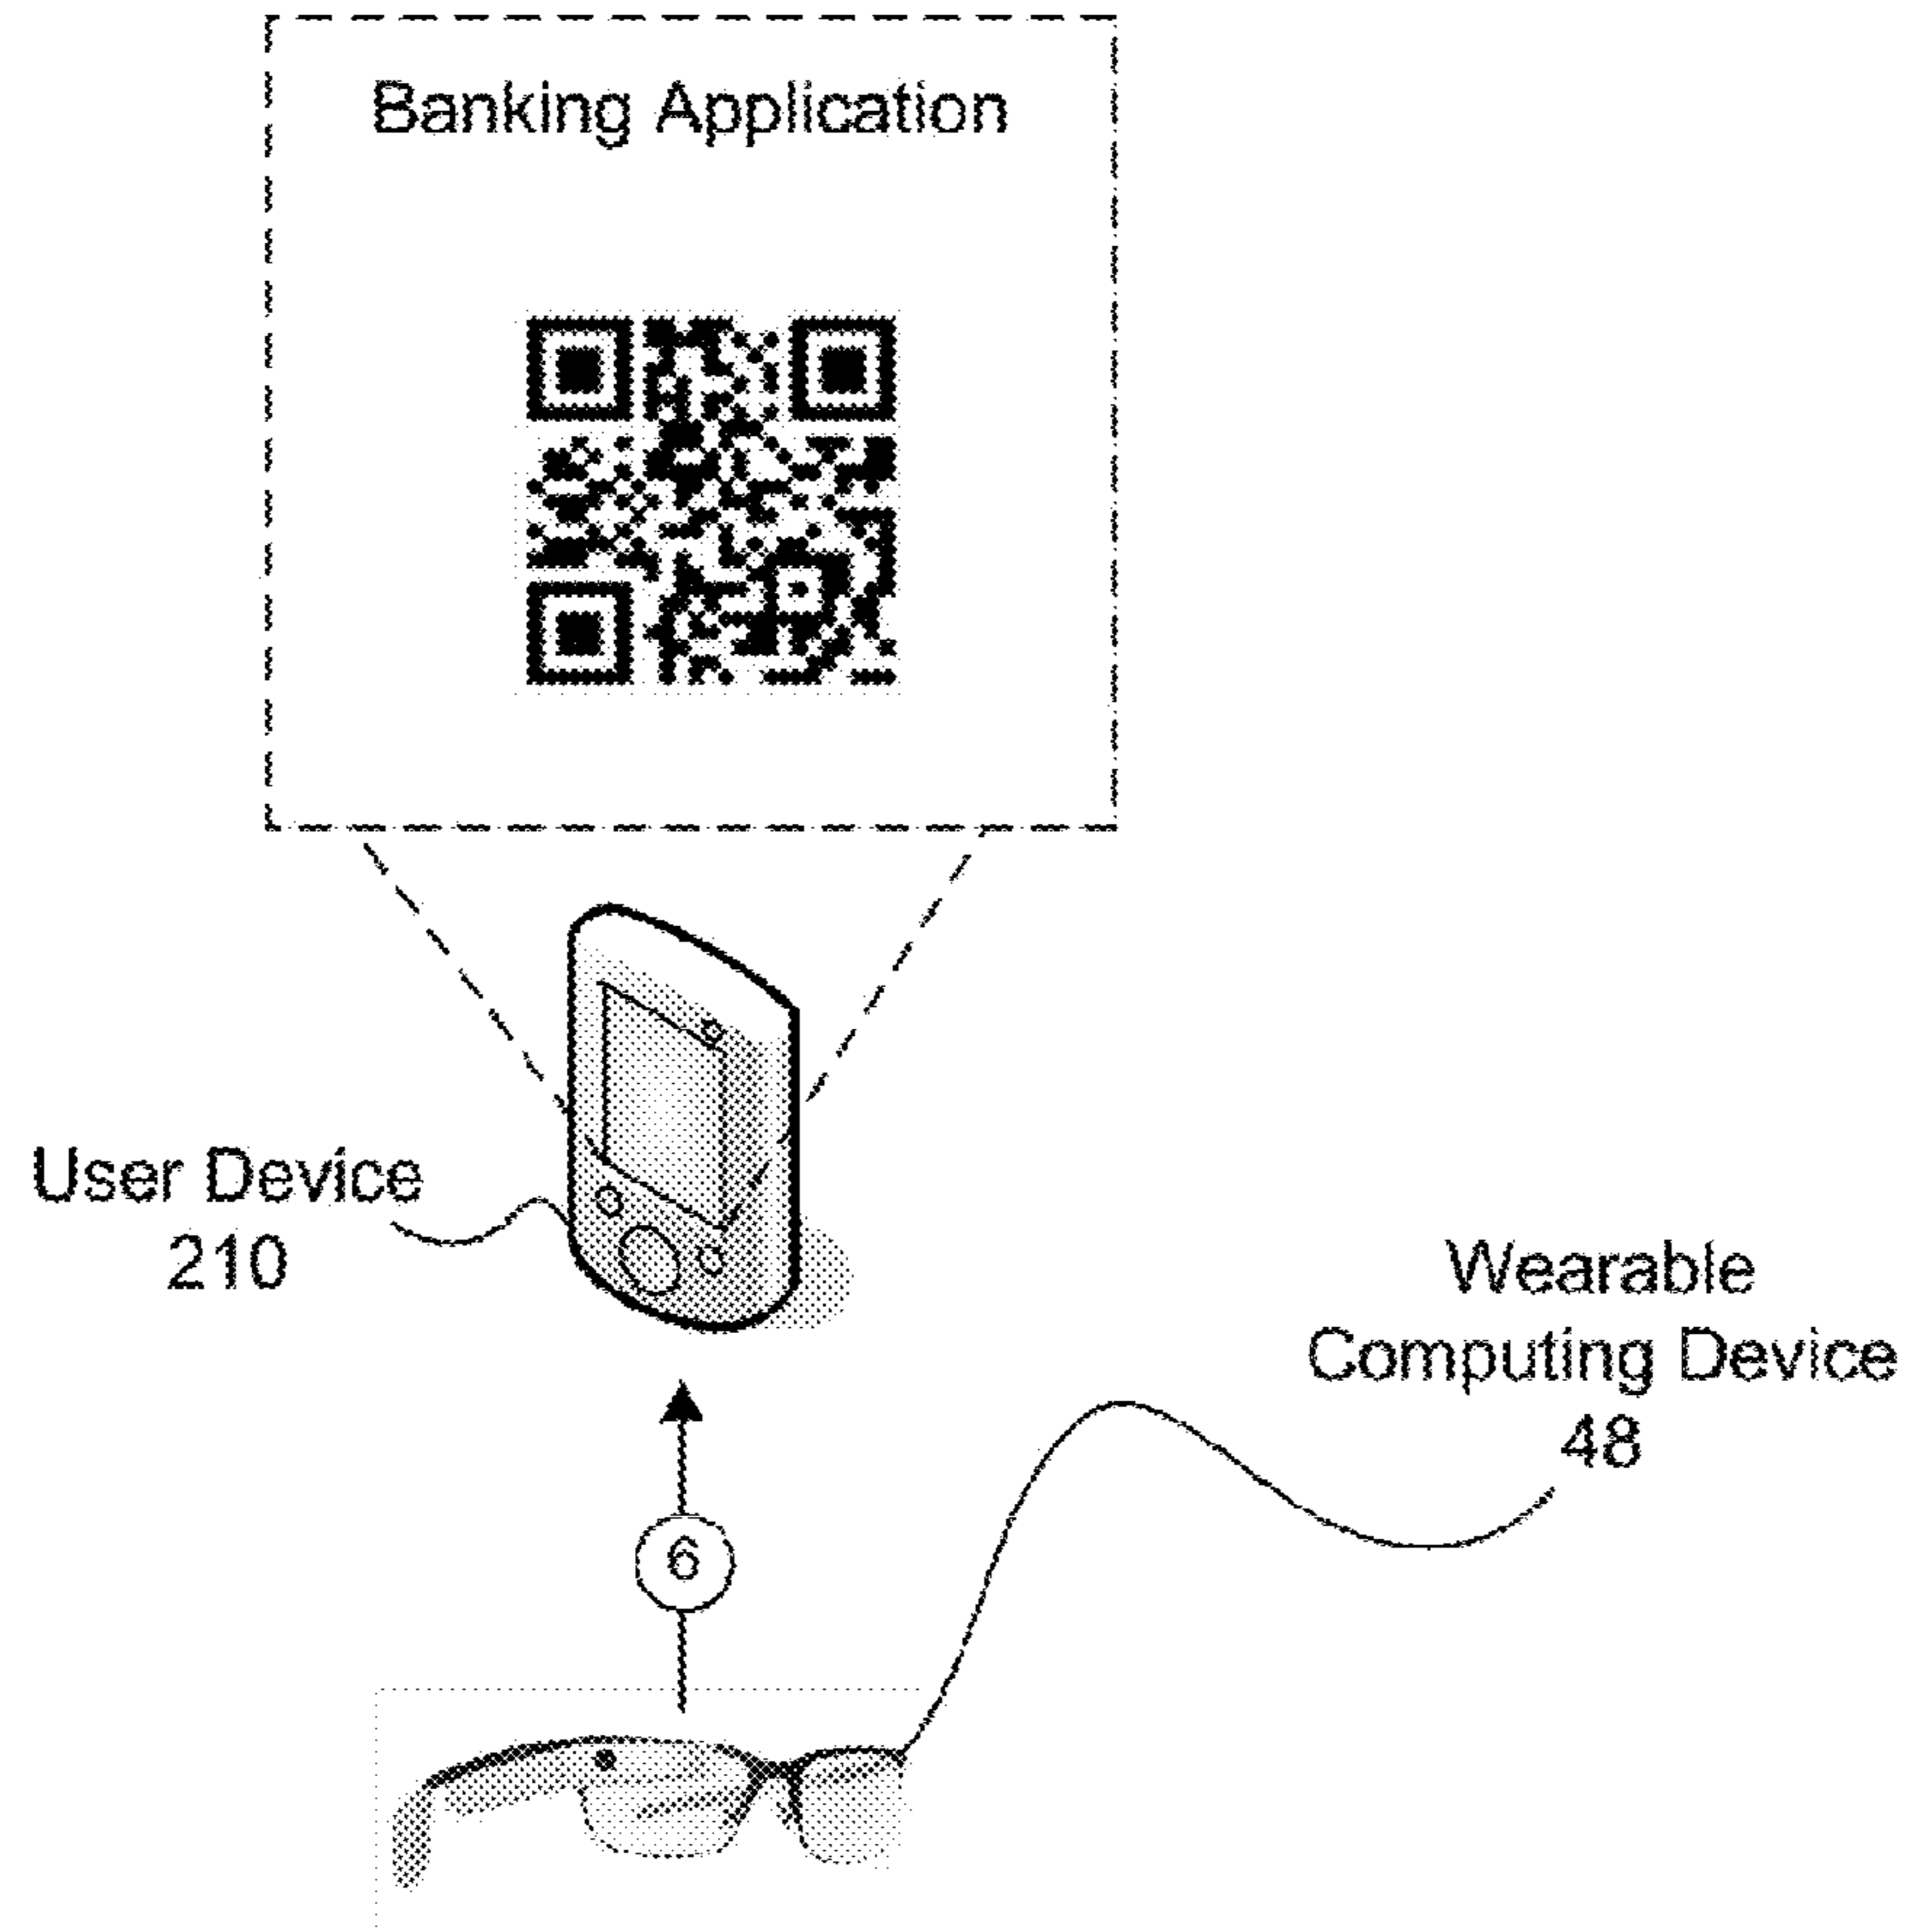 Banking Application
User Device
210
Wearable
Computing Device
48
6